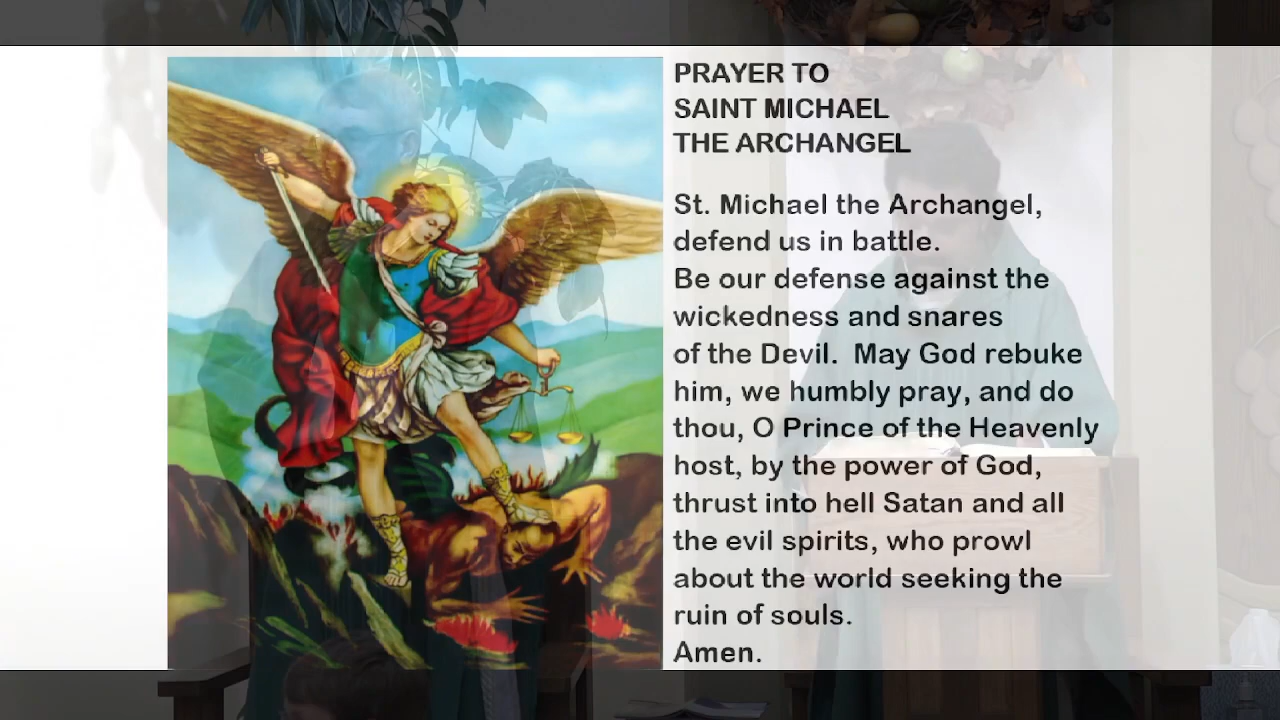 PRAYER TO
SAINT MICHAEL
THE ARCHANGEL
St. Michael the Archangel,
defend us in battle.
Be our defense against the
wickedness and snares
of the Devil.  May God rebuke
him, we humbly pray, and do
thou, O Prince of the Heavenly
host, by the power of God,
thrust into hell Satan and all
the evil spirits, who prowl
about the world seeking the
ruin of souls.
Amen.